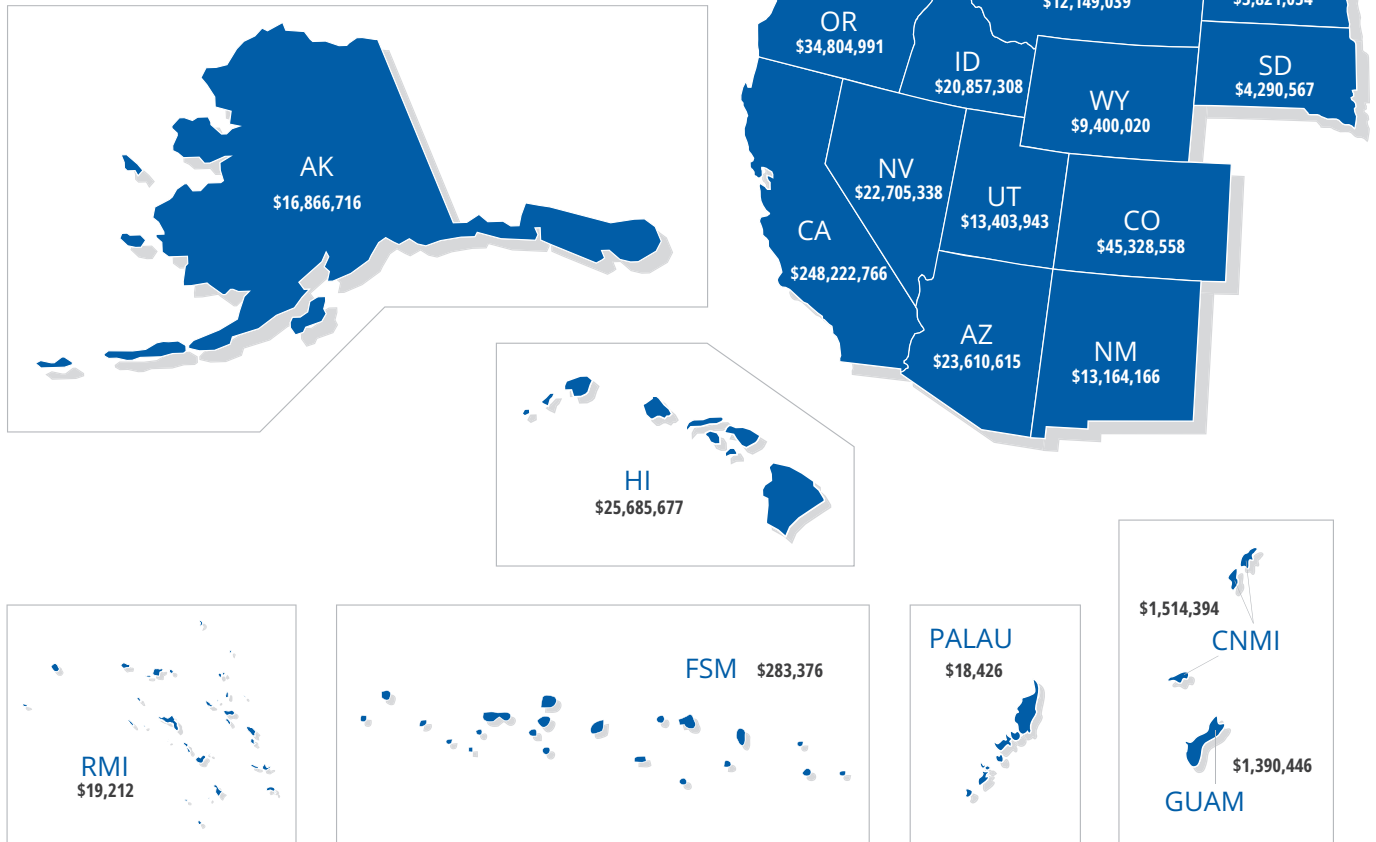 $12,149,039
OR
$34,804,991
ID
$20,857,308
SD
$4,290,567
WY
$9,400,020
AK
$16,866,716
NV
$22,705,338
UT
$13,403,943
CO
$45,328,558
CA
$248,222,766
AZ
$23,610,615
NM
$13,164,166
HI
$25,685,677
$1,514,394
CNMI
PALAU
$18,426
FSM $283,376
RMI
$19,212
$1,390,446
GUAM